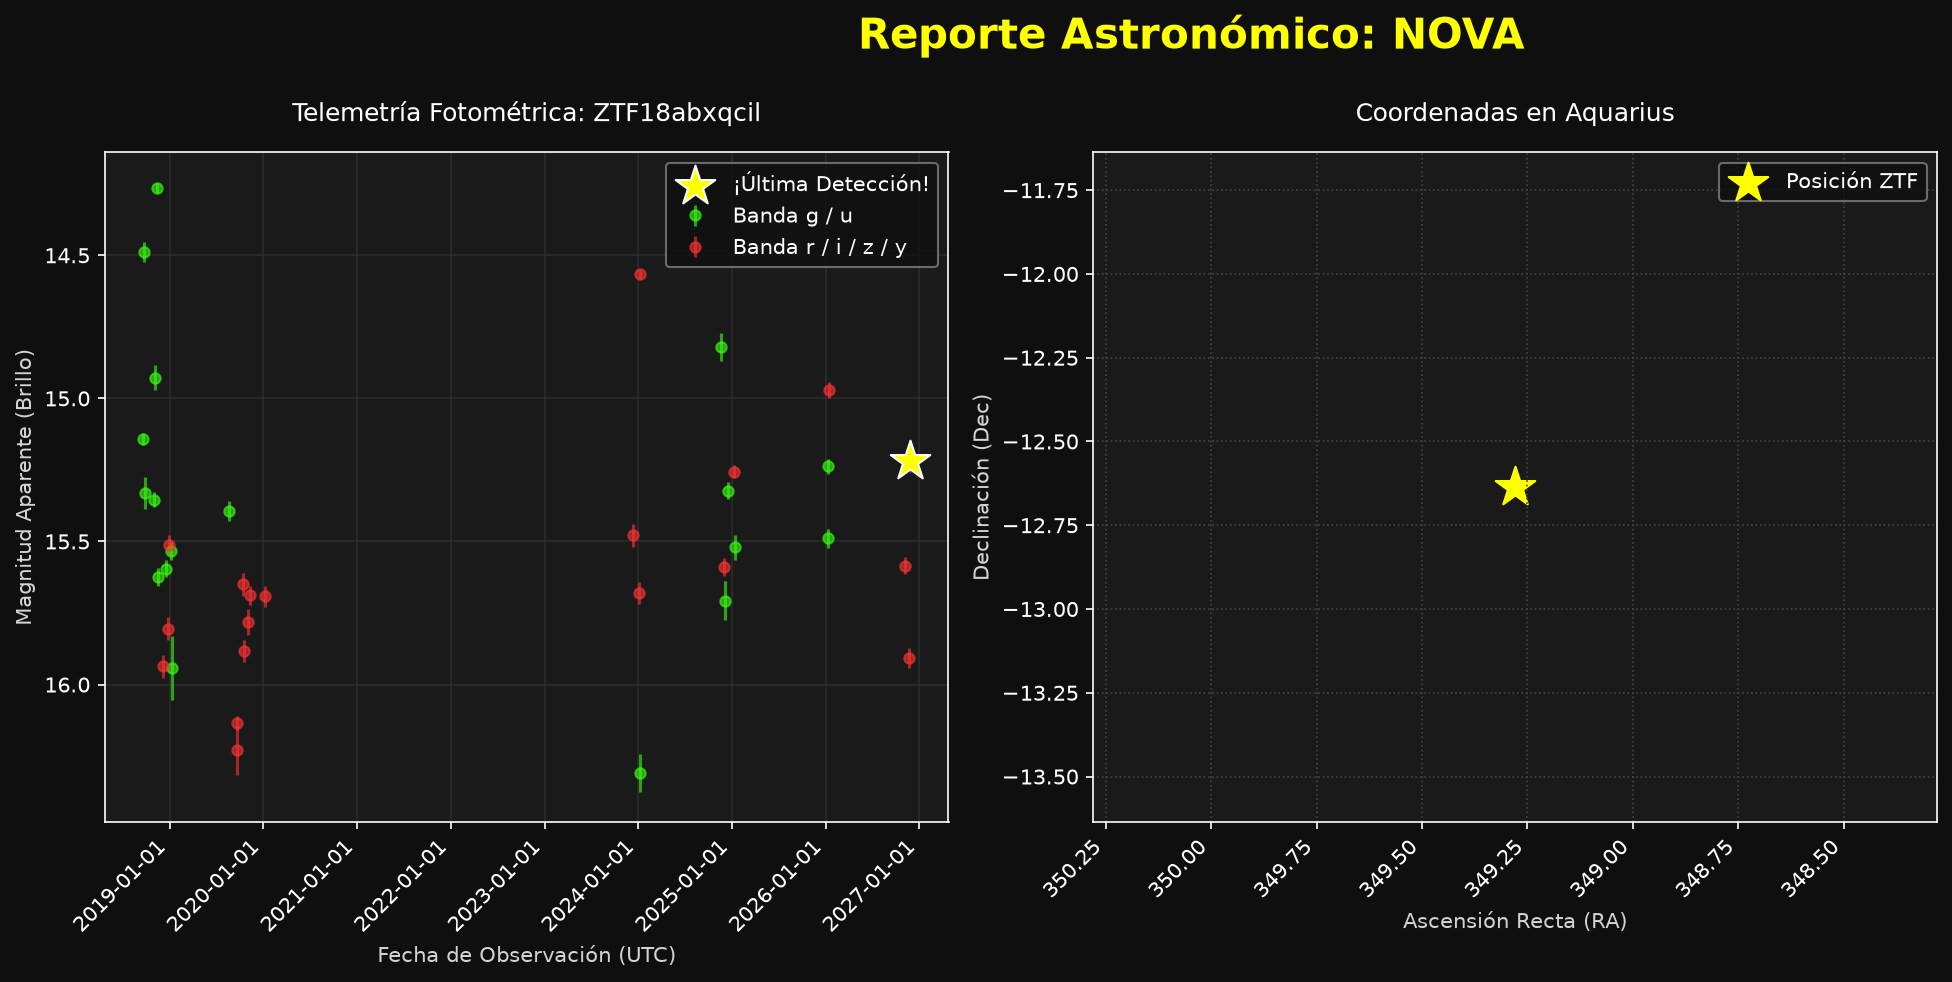 Reporte Astronómico: NOVA
Telemetría Fotométrica: ZTF18abxqcil
¡Última Detección!
Banda g / u
Banda r / i / z / y
Magnitud Aparente (Brillo)
14.5
15.0
15.5
16.0
2019-01-01
2020-01-01
2021-01-01
2022-01-01
2023-01-01
2024-01-01
2025-01-01
2026-01-01
2027-01-01
Fecha de Observación (UTC)
Coordenadas en Aquarius
Posición ZTF
Declinación (Dec)
−11.75
−12.00
−12.25
−12.50
−12.75
−13.00
−13.25
−13.50
350.25
350.00
349.75
349.50
349.25
349.00
348.75
348.50
Ascensión Recta (RA)